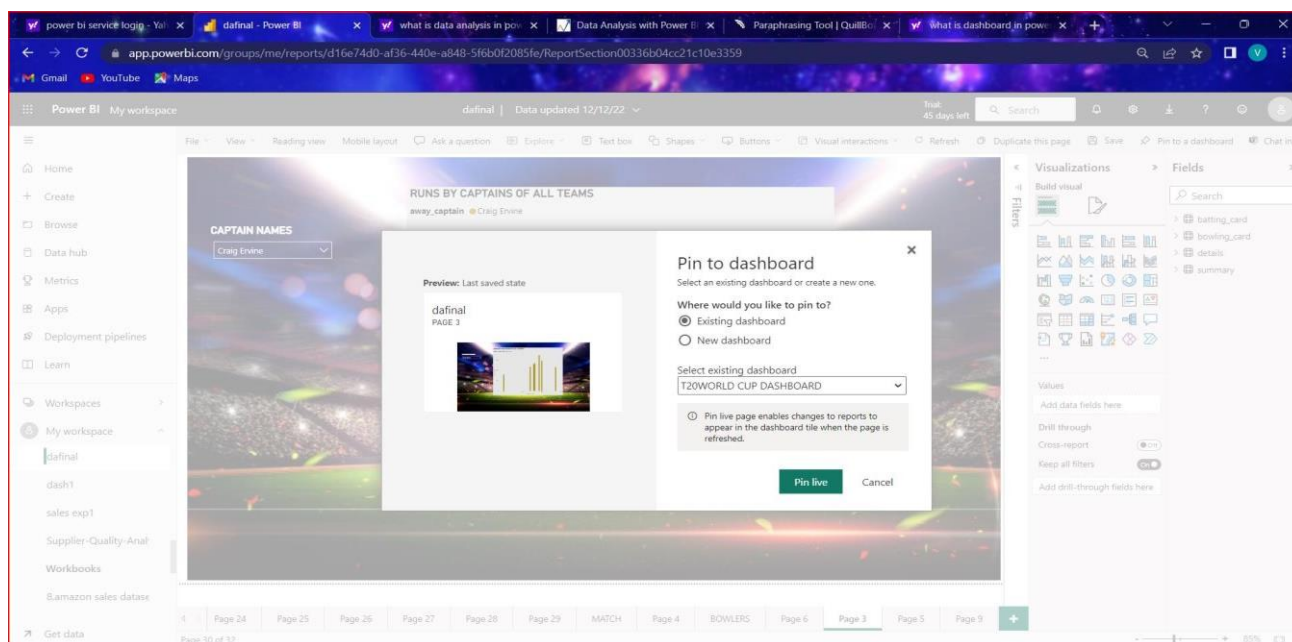 power bi service login - Yah
dafinal - Power BI
what is data analysis in pow
Data Analysis with Power B
Paraphrasing Tool | QuillBo
What is dashboard in powe
app.powerbi.com/groups/me/reports/d16e74d0-af36-440e-a848-5f6b0f2085fe/ReportSection00336b04cc21c10e3359
V
Gmail YouTube Maps
Power BI My workspace
dafinal | Data updated 12/12/22
Trial:
45 days left
Search
File View Reading view Mobile layout Ask a question Explore Text box Shapes Buttons Visual interactions Refresh Duplicate this page Save Pin to a dashboard Chat in
Home
Create
Browse
Data hub
Metrics
Apps
Deployment pipelines
Learn
Workspaces
My workspace
dafinal
dash1
sales exp1
Supplier-Quality-Anal
Workbooks
8.amazon sales datase
Get data
RUNS BY CAPTAINS OF ALL TEAMS
away_captain Craig Ervine
CAPTAIN NAMES
Craig Ervine
Preview: Last saved state
dafinal
PAGE 3
Pin to dashboard
Select an existing dashboard or create a new one.
Where would you like to pin to?
Existing dashboard
New dashboard
Select existing dashboard
T20WORLD CUP DASHBOARD
Pin live page enables changes to reports to
appear in the dashboard tile when the page is
refreshed.
Pin live Cancel
Filters
Visualizations
Build visual
Values
Add data fields here
Drill through
Cross-report
Off
Keep all filters
On
Add drill-through fields here
Fields
Search
batting_card
bowling_card
details
summary
Page 24 Page 25 Page 26 Page 27 Page 28 Page 29 MATCH Page 4 BOWLERS Page 6 Page 3 Page 5 Page 9
Page 30 of 32
85%